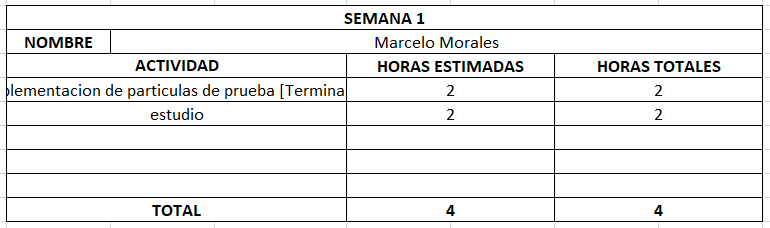 SEMANA 1
NOMBRE Marcelo Morales
ACTIVIDAD HORAS ESTIMADAS HORAS TOTALES
plementacion de particulas de prueba [Termina 2 2
estudio 2 2
TOTAL 4 4